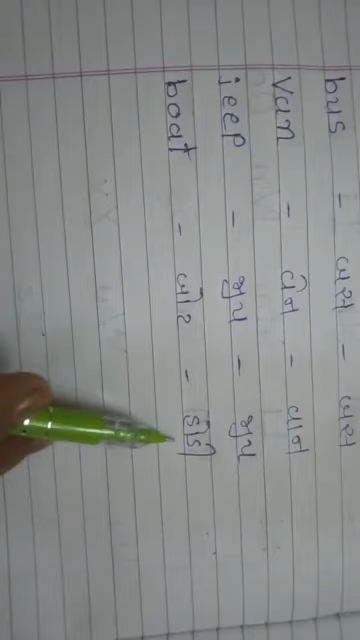 bus - બસ - બસ
van - વેન - વાન
jeep - જીપ - જીપ
boat - બોટ - હોડી